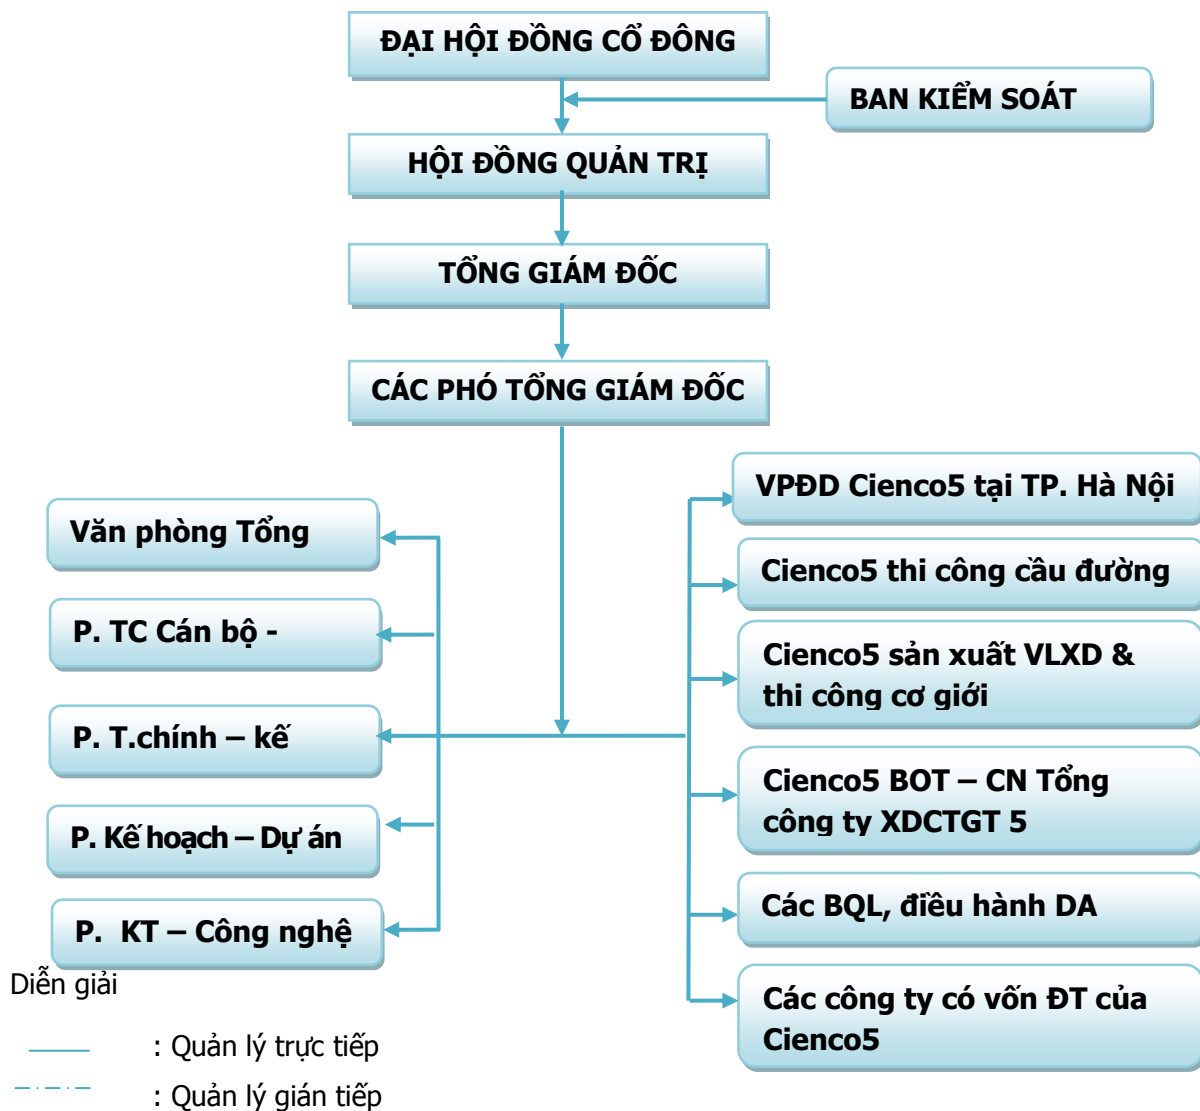 ĐẠI HỘI ĐỒNG CỔ ĐÔNG
BAN KIỂM SOÁT
HỘI ĐỒNG QUẢN TRỊ
TỔNG GIÁM ĐỐC
CÁC PHÓ TỔNG GIÁM ĐỐC
Văn phòng Tổng
P. TC Cán bộ -
P. T.chính – kế
P. Kế hoạch – Dự án
P. KT – Công nghệ
VPĐD Cienco5 tại TP. Hà Nội
Cienco5 thi công cầu đường
Cienco5 sản xuất VLXD &
thi công cơ giới
Cienco5 BOT – CN Tổng
công ty XDCTGT 5
Các BQL, điều hành DA
Các công ty có vốn ĐT của
Cienco5
Diễn giải
: Quản lý trực tiếp
: Quản lý gián tiếp